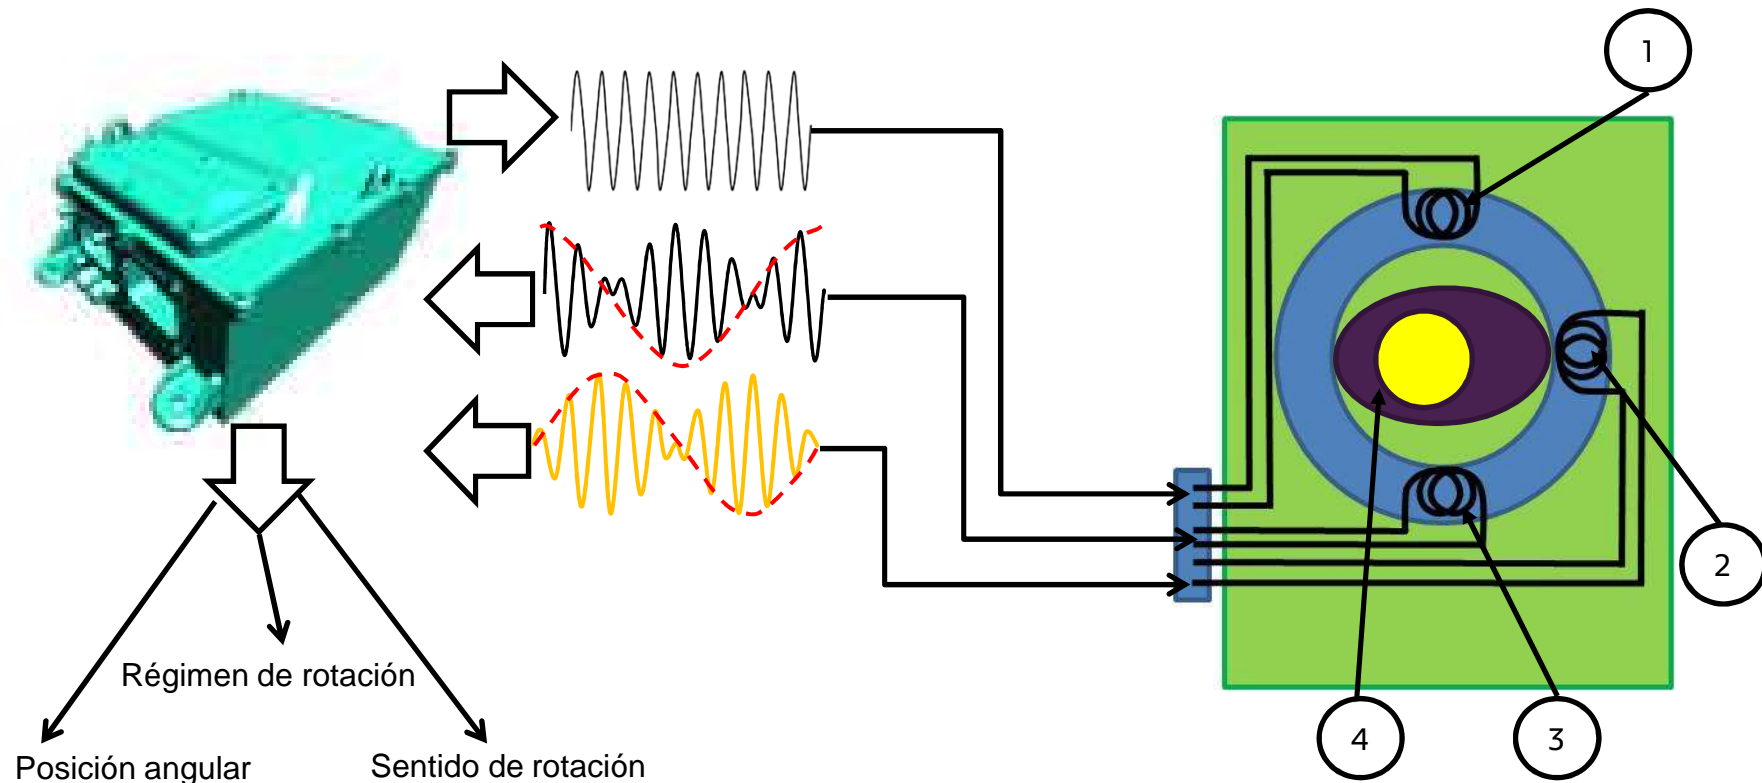 1
2
Régimen de rotación
4
3
Posición angular
Sentido de rotación